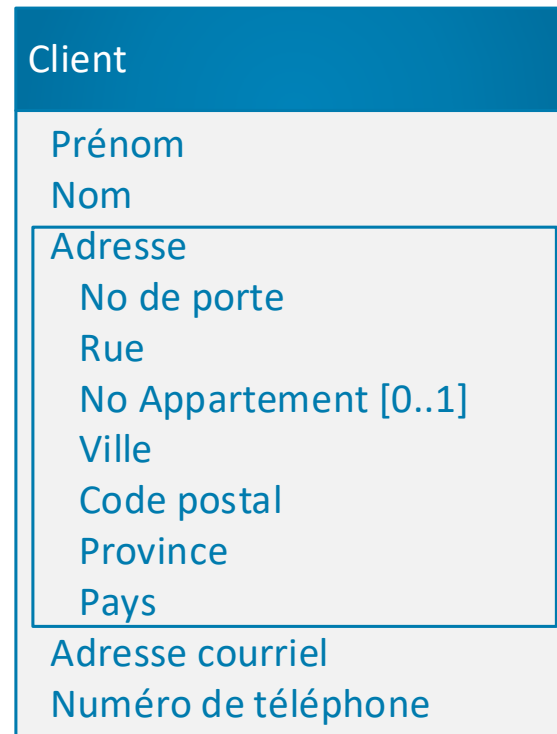 Client
Prénom
Nom
Adresse
No de porte
Rue
No Appartement [0..1]
Ville
Code postal
Province
Pays
Adresse courriel
Numéro de téléphone